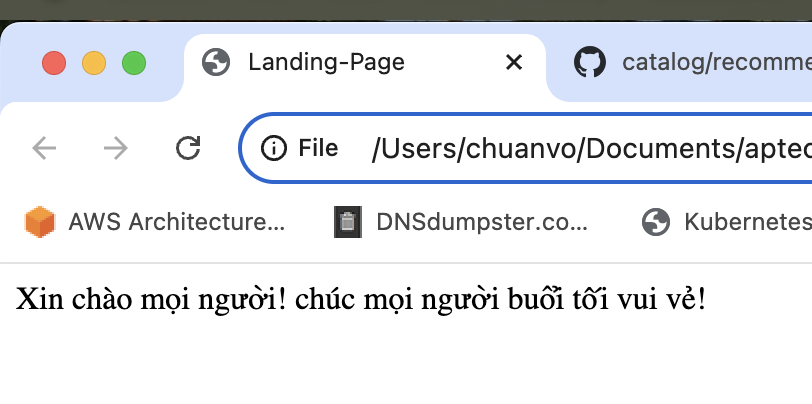 Landing-Page
catalog/recomme
File /Users/chuanvo/Documents/aptec
AWS Architecture...
DNSdumpster.co...
Kubernetes
Xin chào mọi người! chúc mọi người buổi tối vui vẻ!